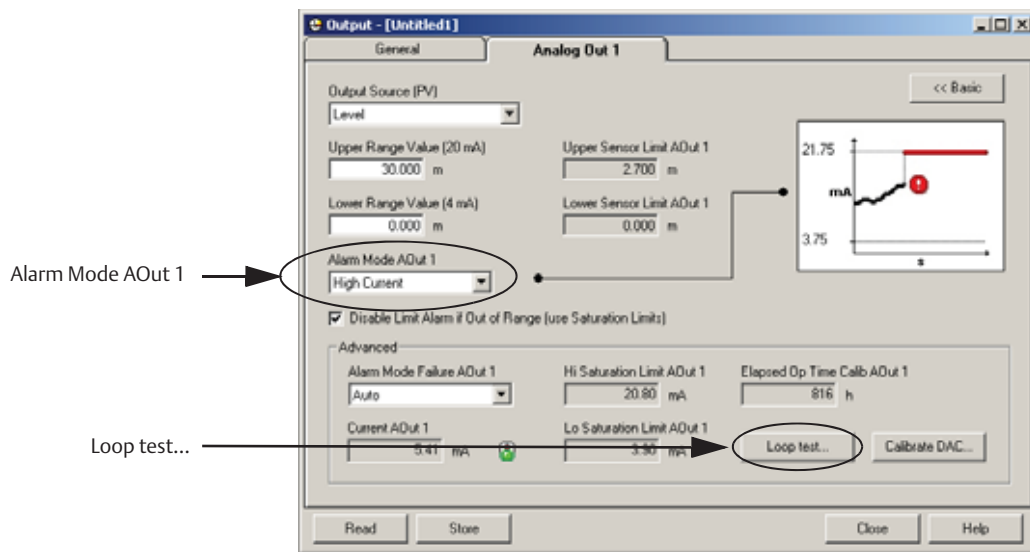 Output - [Untitled1]
General
Analog Out 1
<< Basic
Output Source (PV)
Level
Upper Range Value (20 mA)
30.000 m
Upper Sensor Limit AOut 1
2.700 m
Lower Range Value (4 mA)
0.000 m
Lower Sensor Limit AOut 1
0.000 m
21.75
mA
3.75
s
Alarm Mode AOut 1
Alarm Mode AOut 1
High Current
Disable Limit Alarm if Out of Range (use Saturation Limits)
Advanced
Alarm Mode Failure AOut 1
Auto
Hi Saturation Limit AOut 1
20.80 mA
Elapsed Op Time Calib AOut 1
816 h
Current AOut 1
5.41 mA
Lo Saturation Limit AOut 1
3.90 mA
Loop test...
Loop test...
Calibrate DAC...
Read
Store
Close
Help